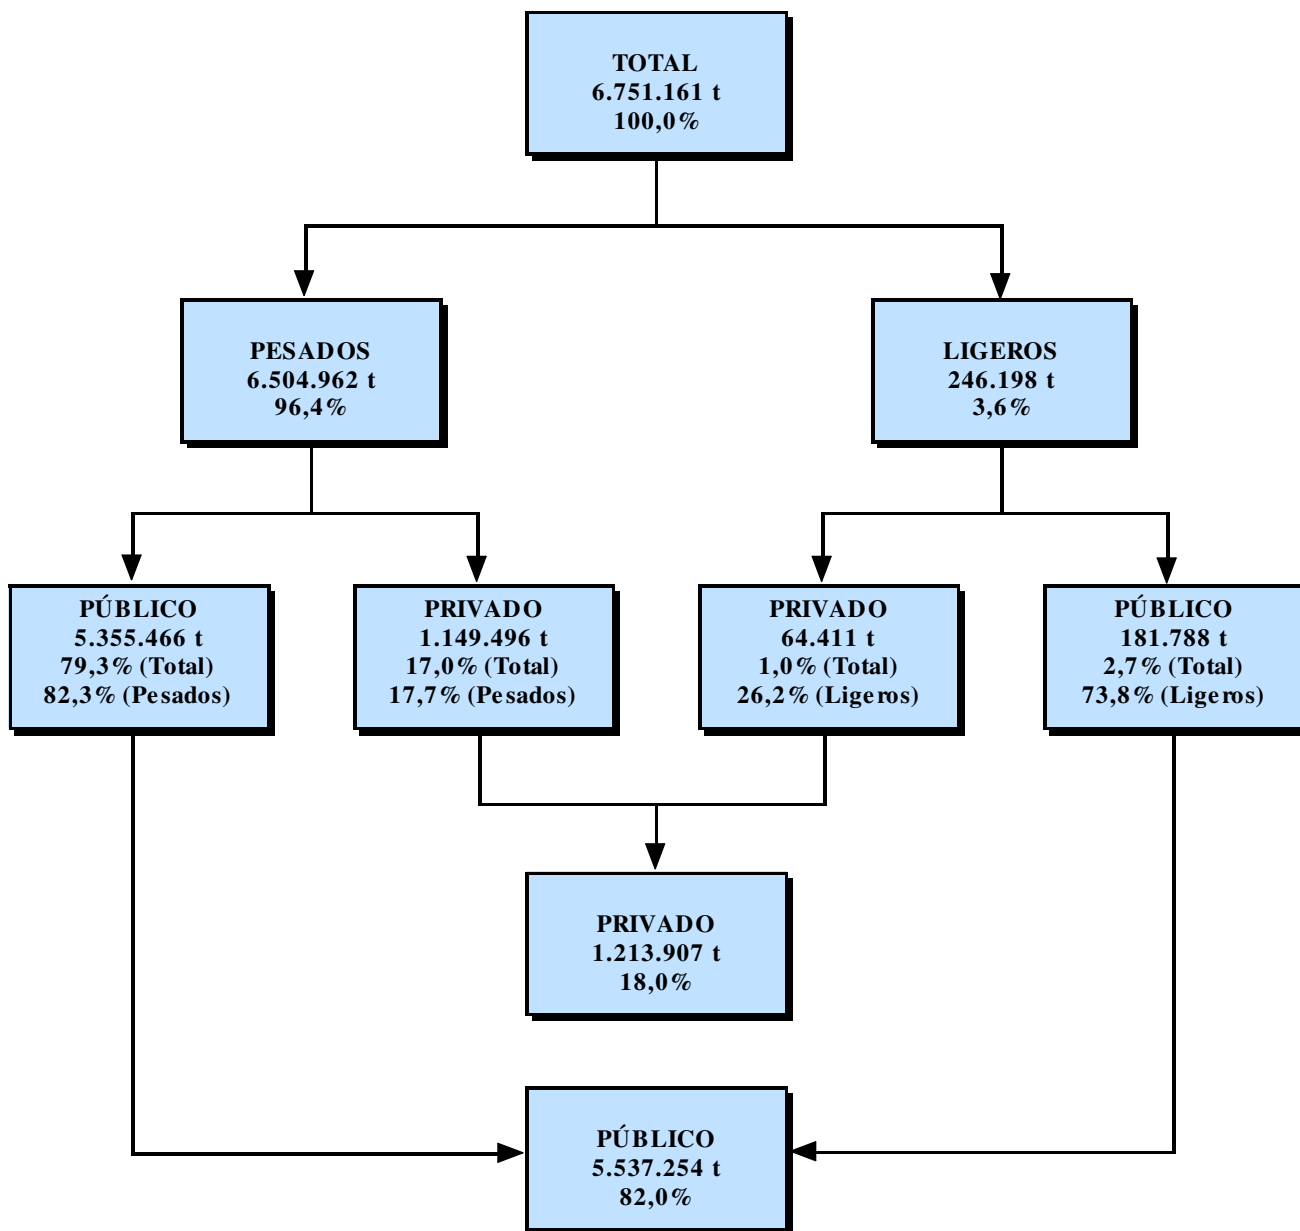 TOTAL
6.751.161 t
100,0%
PESADOS
6.504.962 t
96,4%
LIGEROS
246.198 t
3,6%
PÚBLICO
5.355.466 t
79,3% (Total)
82,3% (Pesados)
PRIVADO
1.149.496 t
17,0% (Total)
17,7% (Pesados)
PRIVADO
64.411 t
1,0% (Total)
26,2% (Ligeros)
PÚBLICO
181.788 t
2,7% (Total)
73,8% (Ligeros)
PRIVADO
1.213.907 t
18,0%
PÚBLICO
5.537.254 t
82,0%